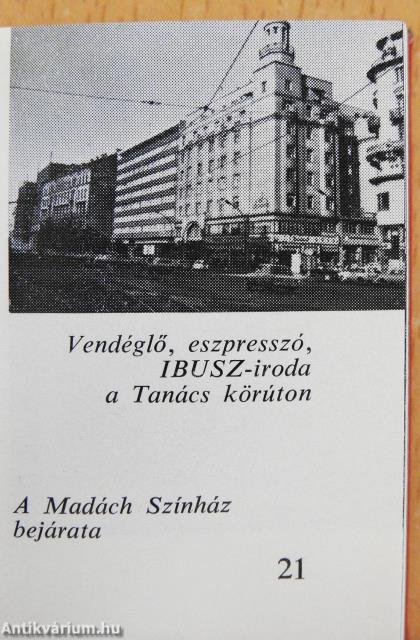 Vendéglő, eszpresszó,
IBUSZ-iroda
a Tanács körúton
A Madách Színház
bejárata
21
Antikvárium.hu